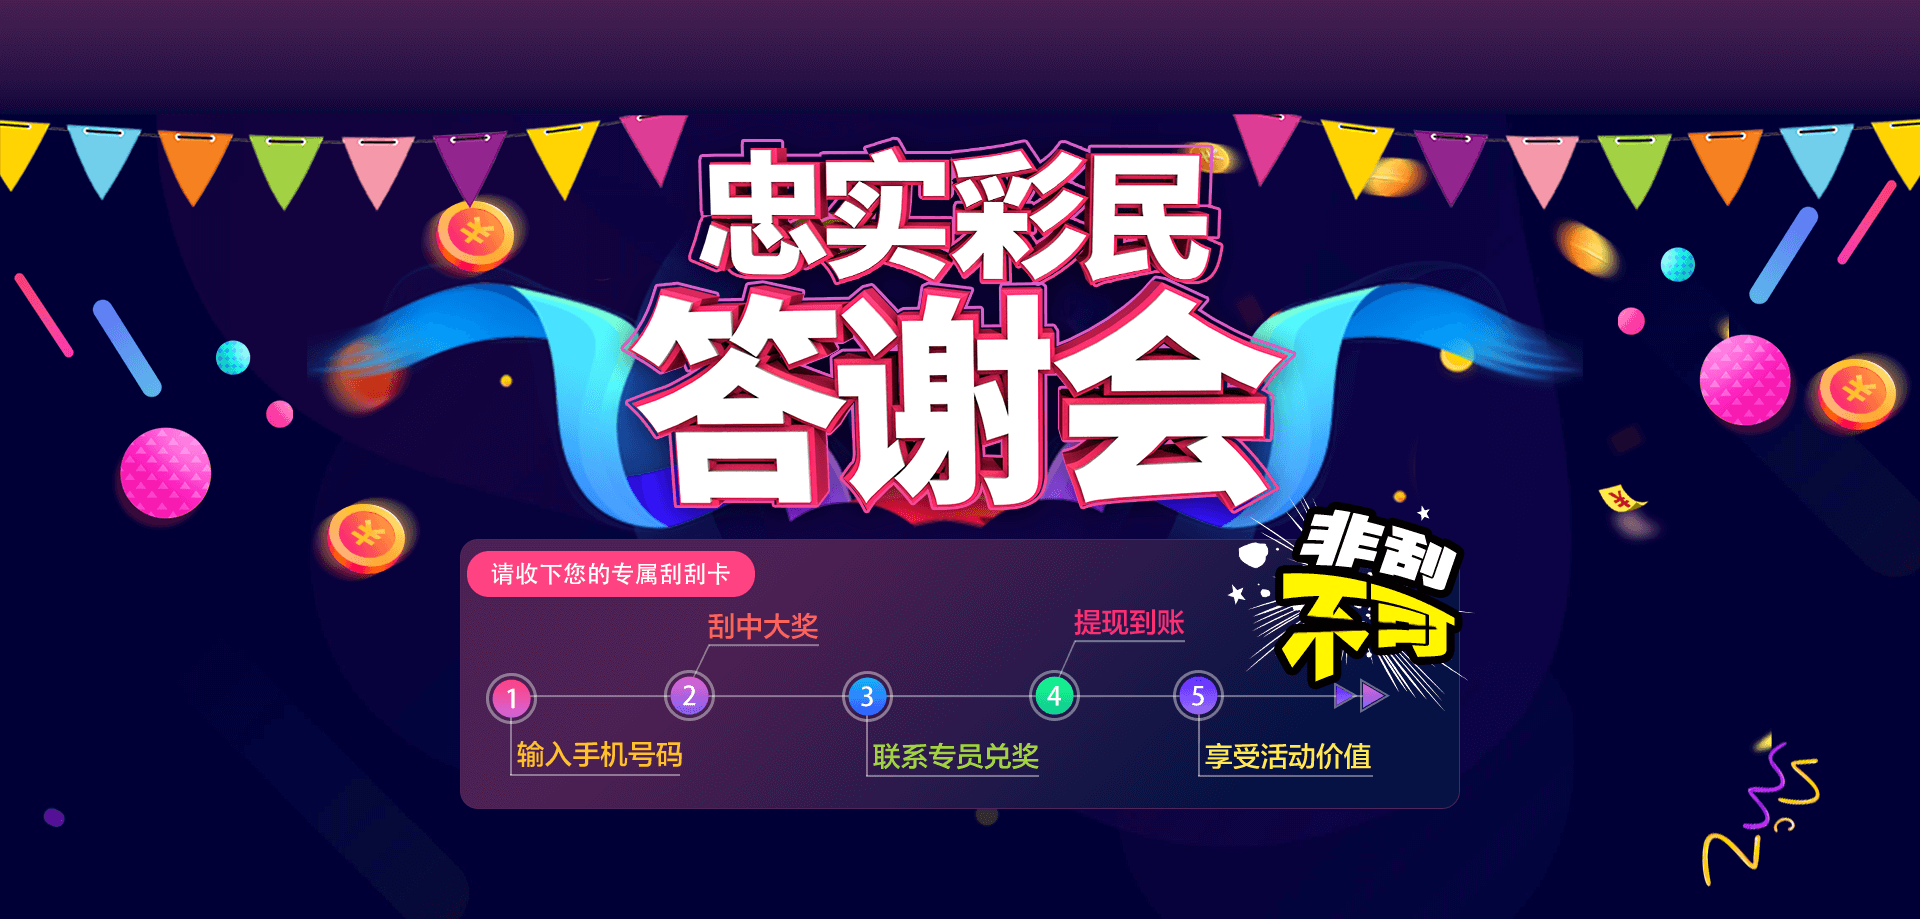 忠实彩民
答谢会
非刮
不可
请收下您的专属刮刮卡
刮中大奖
提现到账
1
2
3
4
5
输入手机号码
联系专员兑奖
享受活动价值